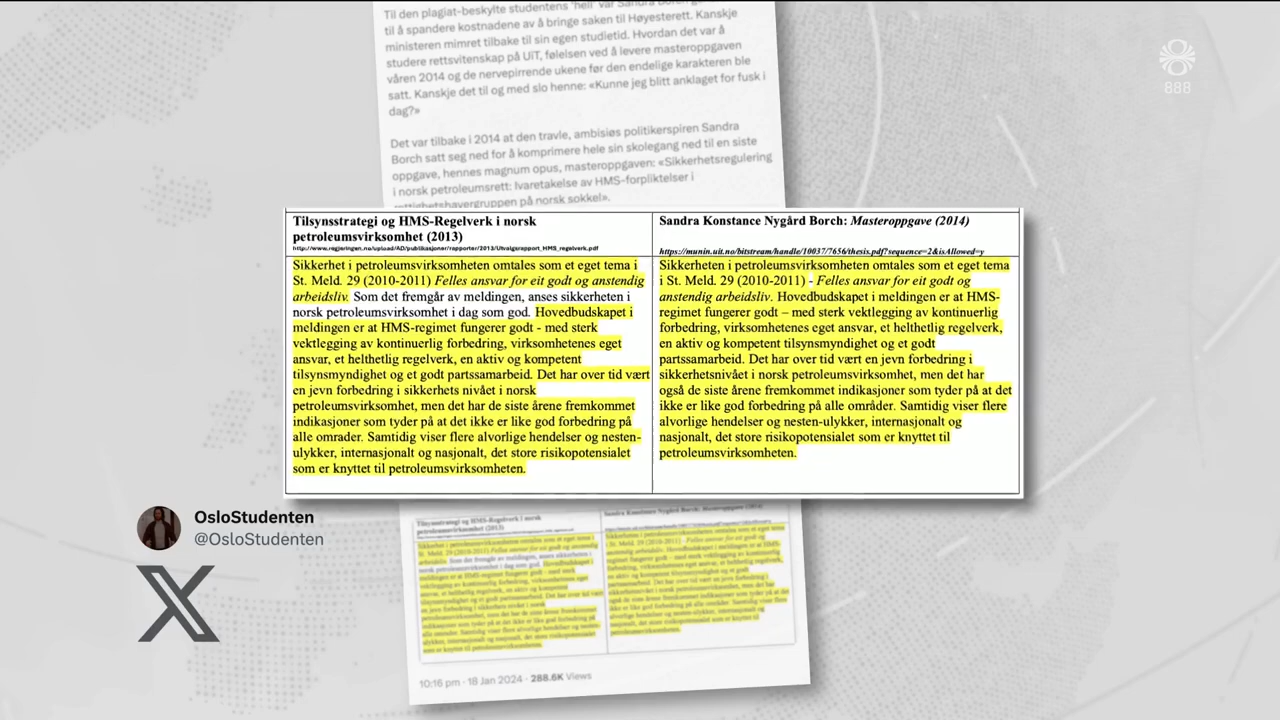 Til den plagiat-beskylte studentens "hell" var Sandra Borch
til å spandere kostnadene av å bringe saken til Høyesterett. Kanskje
ministeren mimret tilbake til sin egen studietid. Hvordan det var å
studere rettsvitenskap på UiT, følelsen ved å levere masteroppgaven
våren 2014 og de nervepirrende ukene før den endelige karakteren ble
satt. Kanskje det til og med slo henne: «Kunne jeg blitt anklaget for fusk i
dag?»
Det var tilbake i 2014 at den travle, ambisiøs politikerspiren Sandra
Borch satt seg ned for å komprimere hele sin skolegang ned til en siste
oppgave, hennes magnum opus, masteroppgaven: «Sikkerhetsregulering
i norsk petroleumsrett: Ivaretakelse av HMS-forpliktelser i
rettighetshavergruppen på norsk sokkel».
888
Tilsynsstrategi og HMS-Regelverk i norsk
petroleumsvirksomhet (2013)
http://www.regjeringen.no/upload/AD/publikasjoner/rapporter/2013/Utvalgsrapport_HMS_regelverk.pdf
Sikkerhet i petroleumsvirksomheten omtales som et eget tema i
St. Meld. 29 (2010-2011) Felles ansvar for eit godt og anstendig
arbeidsliv. Som det fremgår av meldingen, anses sikkerheten i
norsk petroleumsvirksomhet i dag som god. Hovedbudskapet i
meldingen er at HMS-regimet fungerer godt - med sterk
vektlegging av kontinuerlig forbedring, virksomhetenes eget
ansvar, et helthetlig regelverk, en aktiv og kompetent
tilsynsmyndighet og et godt partssamarbeid. Det har over tid vært
en jevn forbedring i sikkerhets nivået i norsk
petroleumsvirksomhet, men det har de siste årene fremkommet
indikasjoner som tyder på at det ikke er like god forbedring på
alle omrader. Samtidig viser flere alvorlige hendelser og nesten-
ulykker, internasjonalt og nasjonalt, det store risikopotensialet
som er knyttet til petroleumsvirksomheten.
Sandra Konstance Nygård Borch: Masteroppgave (2014)
https://munin.uit.no/bitstream/handle/10037/7656/thesis.pdf?sequence=2&isAllowed=y
Sikkerheten i petroleumsvirksomheten omtales som et eget tema
i St. Meld. 29 (2010-2011) - Felles ansvar for eit godt og
anstendig arbeidsliv. Hovedbudskapet i meldingen er at HMS-
regimet fungerer godt – med sterk vektlegging av kontinuerlig
forbedring, virksomhetenes eget ansvar, et helthetlig regelverk,
en aktiv og kompetent tilsynsmyndighet og et godt
partssamarbeid. Det har over tid vært en jevn forbedring i
sikkerhetsnivået i norsk petroleumsvirksomhet, men det har
også de siste årene fremkommet indikasjoner som tyder på at det
ikke er like god forbedring på alle områder. Samtidig viser flere
alvorlige hendelser og nesten-ulykker, internasjonalt og
nasjonalt, det store risikopotensialet som er knyttet til
petroleumsvirksomheten.
OsloStudenten
@OsloStudenten
X
10:16 pm · 18 Jan 2024 · 288.6K Views